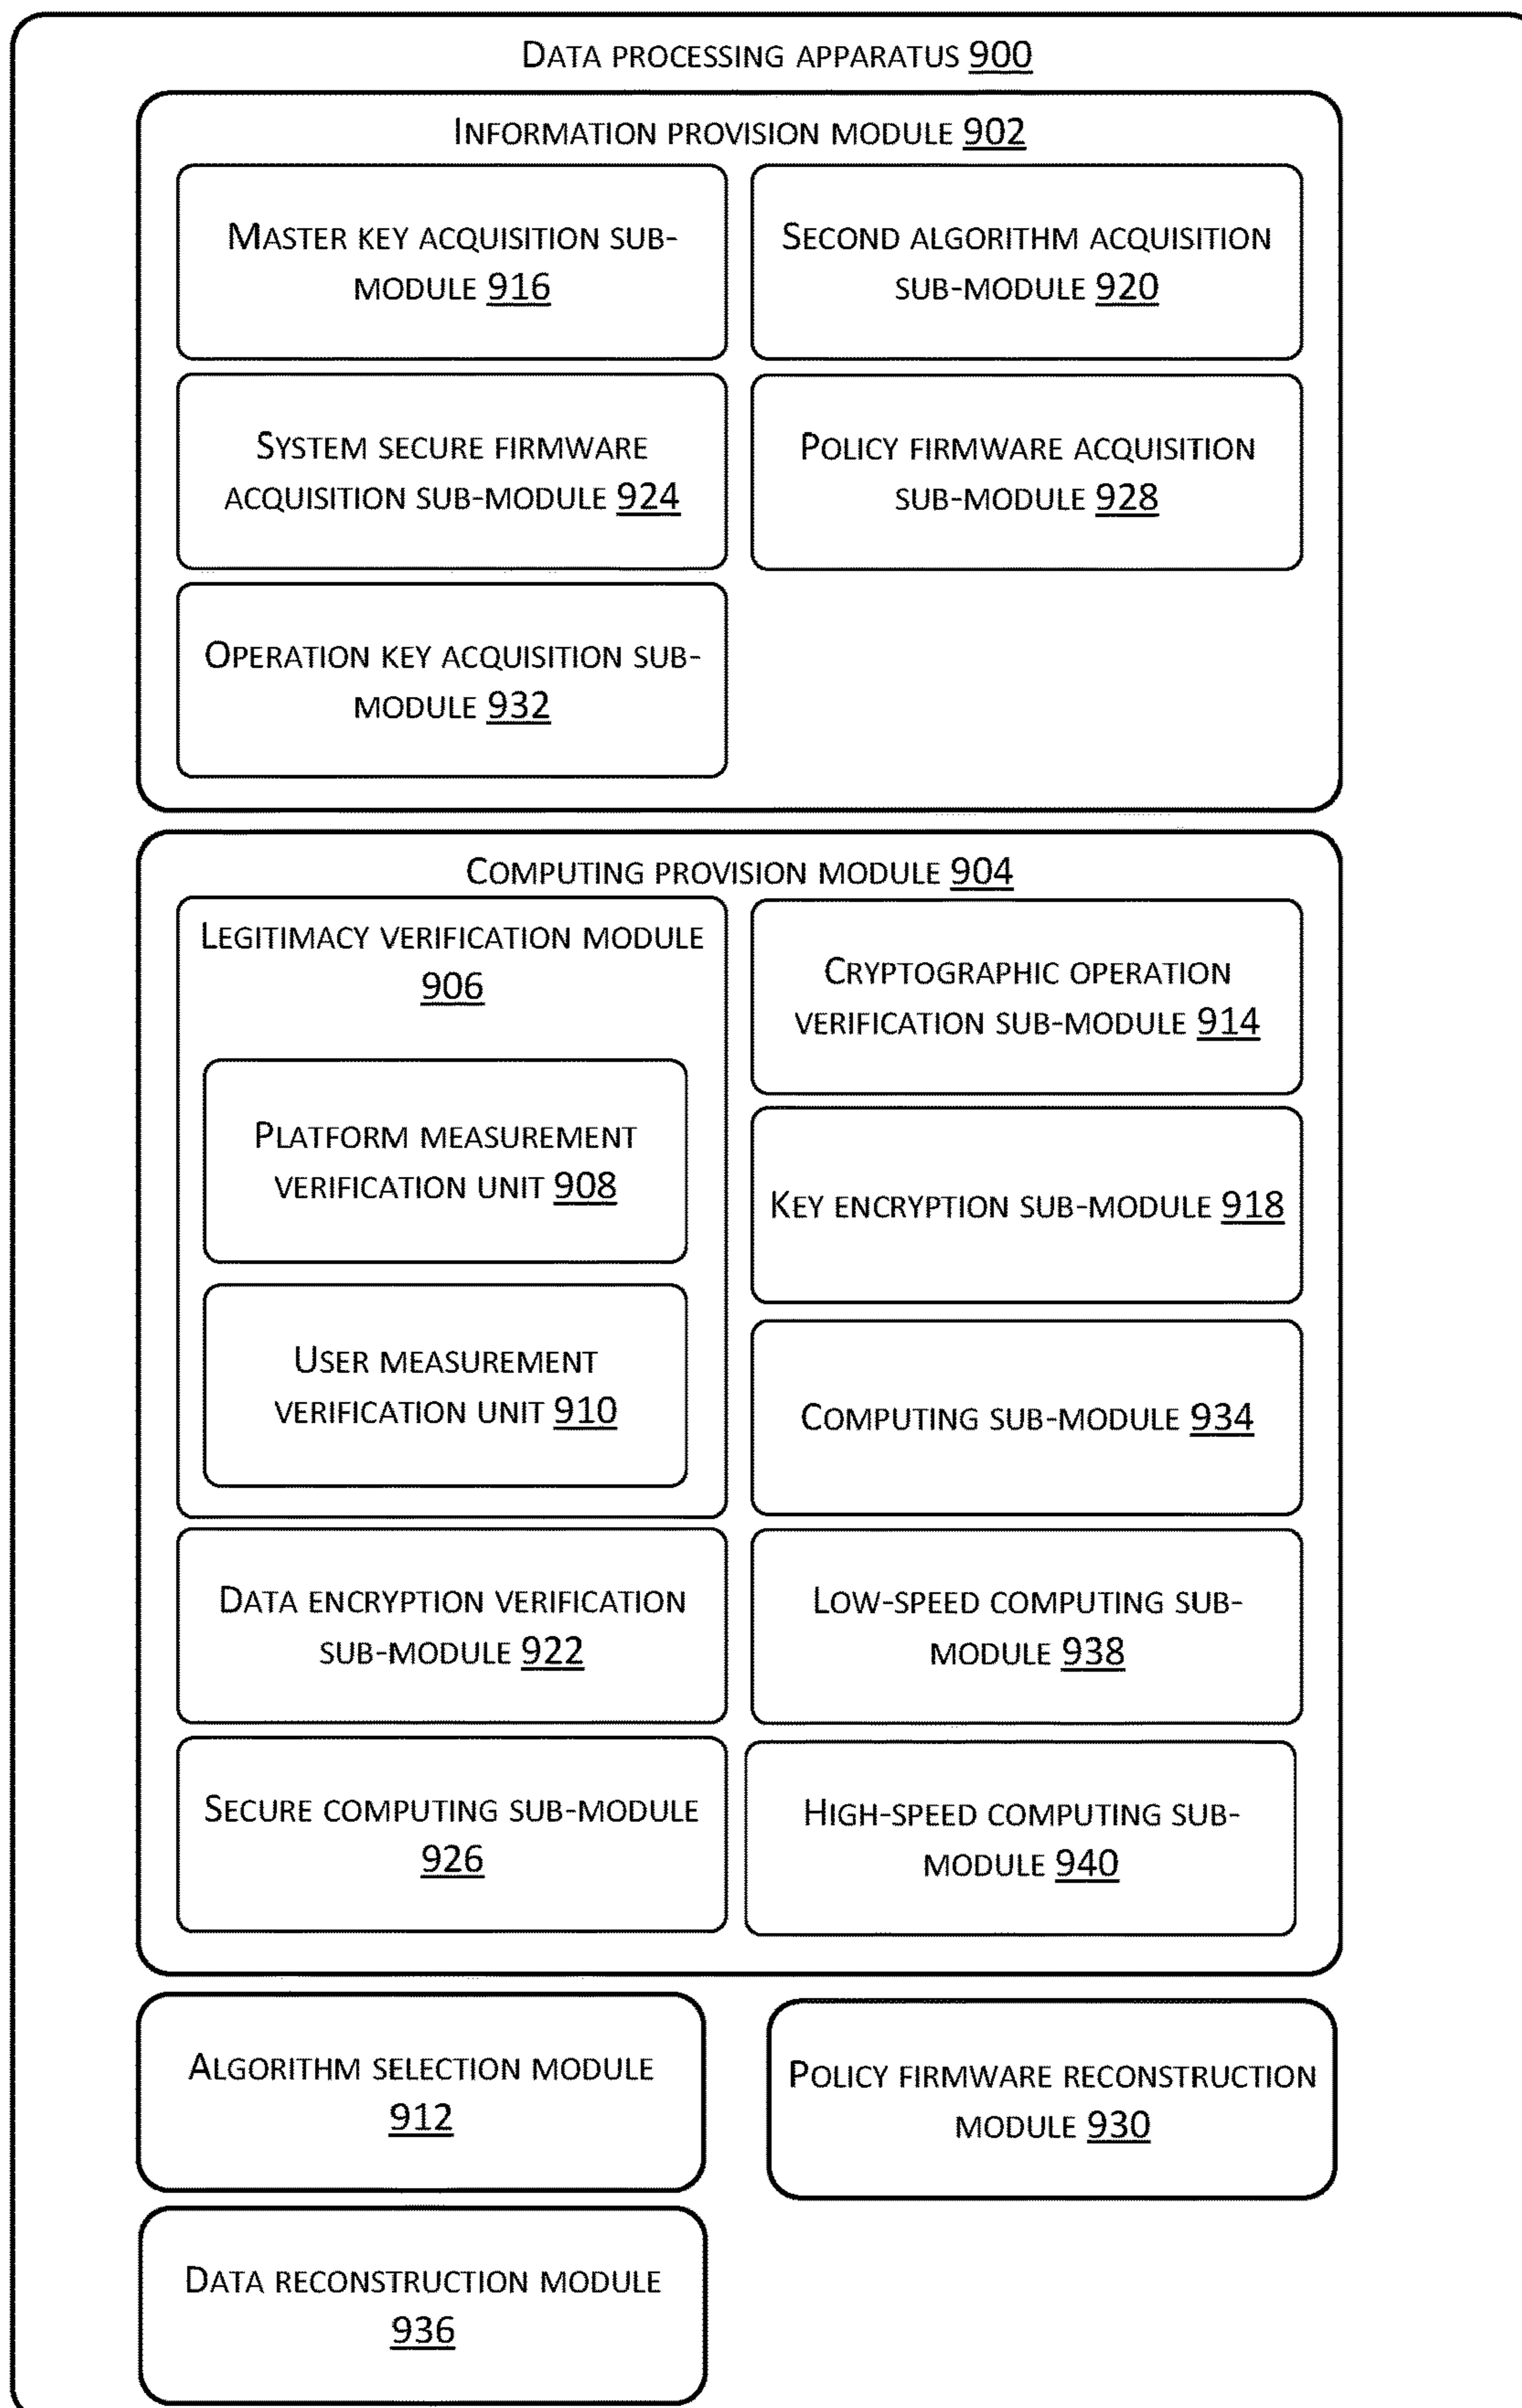 DATA PROCESSING APPARATUS 900
INFORMATION PROVISION MODULE 902
MASTER KEY ACQUISITION SUB-
MODULE 916
SECOND ALGORITHM ACQUISITION
SUB-MODULE 920
SYSTEM SECURE FIRMWARE
ACQUISITION SUB-MODULE 924
POLICY FIRMWARE ACQUISITION
SUB-MODULE 928
OPERATION KEY ACQUISITION SUB-
MODULE 932
COMPUTING PROVISION MODULE 904
LEGITIMACY VERIFICATION MODULE
906
PLATFORM MEASUREMENT
VERIFICATION UNIT 908
USER MEASUREMENT
VERIFICATION UNIT 910
CRYPTOGRAPHIC OPERATION
VERIFICATION SUB-MODULE 914
KEY ENCRYPTION SUB-MODULE 918
COMPUTING SUB-MODULE 934
DATA ENCRYPTION VERIFICATION
SUB-MODULE 922
LOW-SPEED COMPUTING SUB-
MODULE 938
SECURE COMPUTING SUB-MODULE
926
HIGH-SPEED COMPUTING SUB-
MODULE 940
ALGORITHM SELECTION MODULE
912
POLICY FIRMWARE RECONSTRUCTION
MODULE 930
DATA RECONSTRUCTION MODULE
936